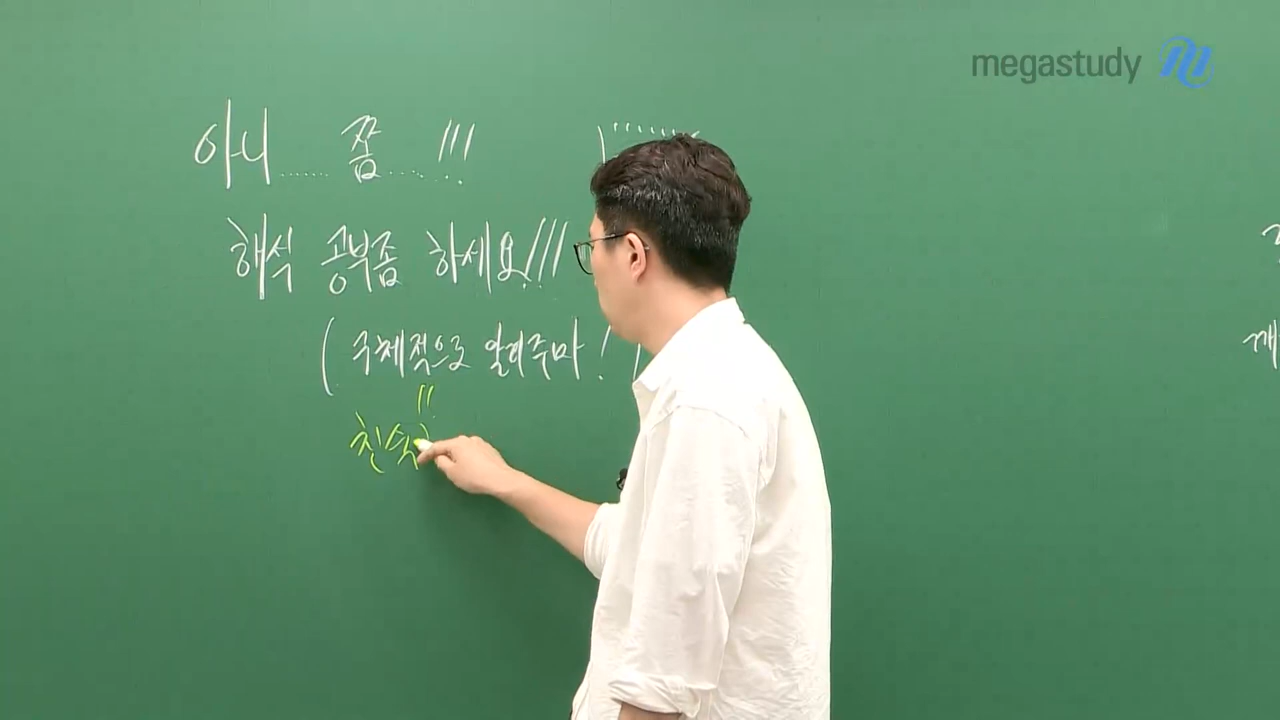 megastudy
아니...... 쫌......!!!
해석 공부좀 하세요!!!
(구체적으로 알려주마!)
친숙